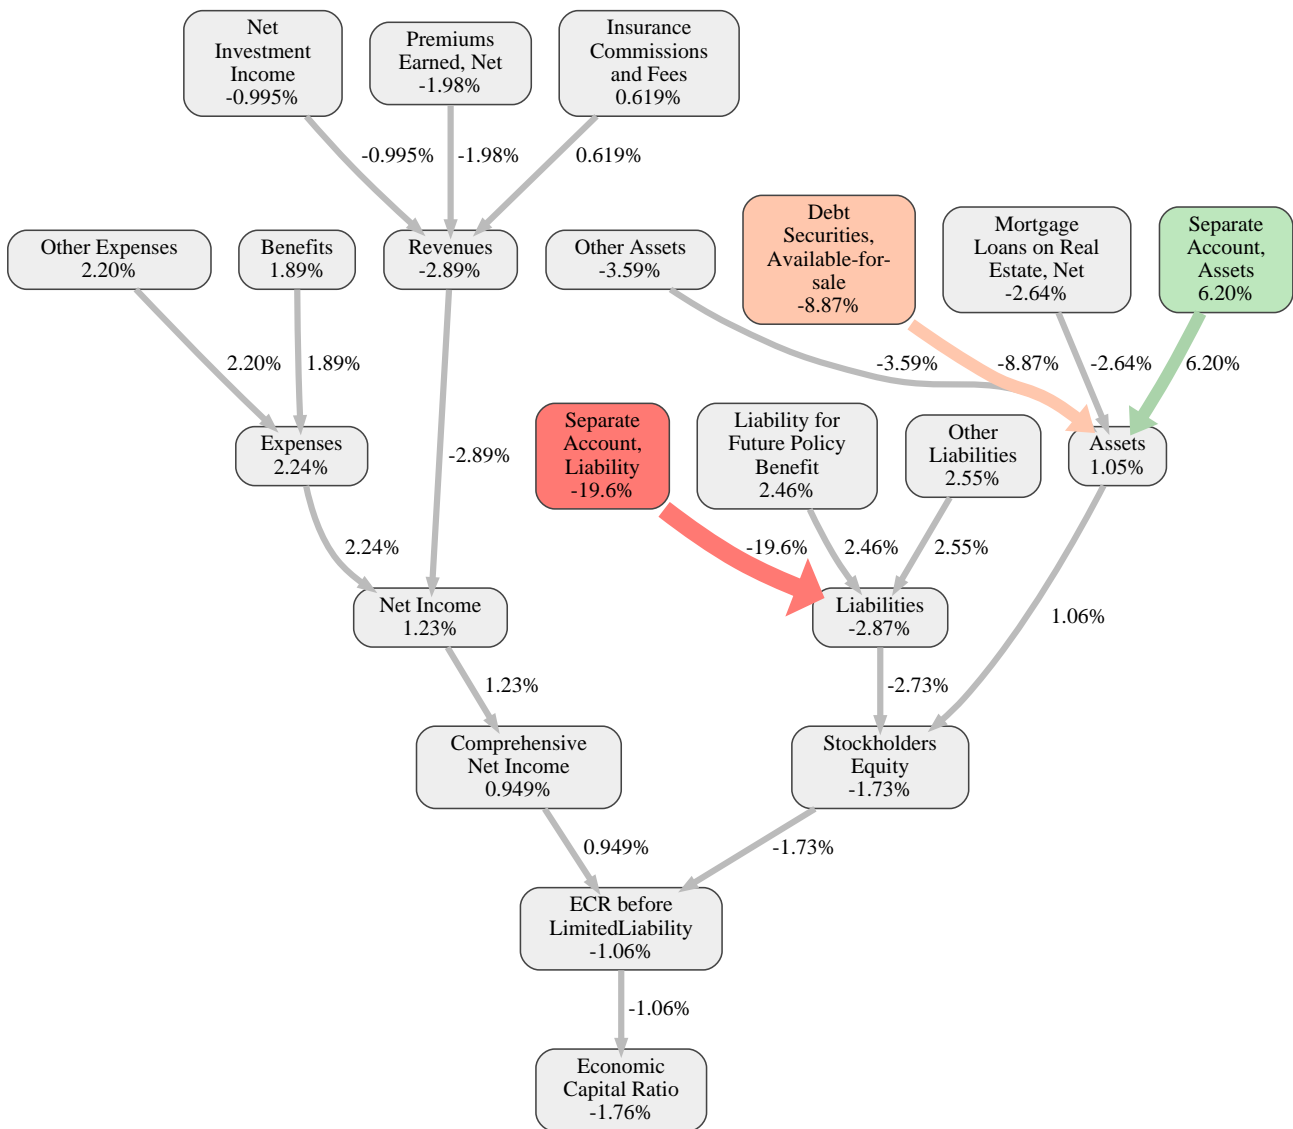 Net
Investment
Income
-0.995%
Premiums
Earned, Net
-1.98%
Insurance
Commissions
and Fees
0.619%
-0.995%
-1.98%
0.619%
Other Expenses
2.20%
Benefits
1.89%
Revenues
-2.89%
Other Assets
-3.59%
Debt
Securities,
Available-for-
sale
-8.87%
Mortgage
Loans on Real
Estate, Net
-2.64%
Separate
Account,
Assets
6.20%
2.20%
1.89%
-3.59%
-8.87%
-2.64%
6.20%
Expenses
2.24%
-2.89%
Separate
Account,
Liability
-19.6%
Liability for
Future Policy
Benefit
2.46%
Other
Liabilities
2.55%
Assets
1.05%
2.24%
-19.6%
2.46%
2.55%
Net Income
1.23%
Liabilities
-2.87%
1.06%
1.23%
-2.73%
Comprehensive
Net Income
0.949%
Stockholders
Equity
-1.73%
0.949%
-1.73%
ECR before
LimitedLiability
-1.06%
-1.06%
Economic
Capital Ratio
-1.76%